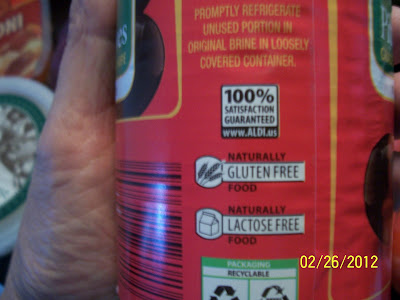 PROMPTLY REFRIGERATE
UNUSED PORTION IN
ORIGINAL BRINE IN LOOSELY
COVERED CONTAINER.
100%
SATISFACTION
GUARANTEED
www.ALDI.us
NATURALLY
GLUTEN FREE
FOOD
NATURALLY
LACTOSE FREE
FOOD
PACKAGING
RECYCLABLE
02/26/2012